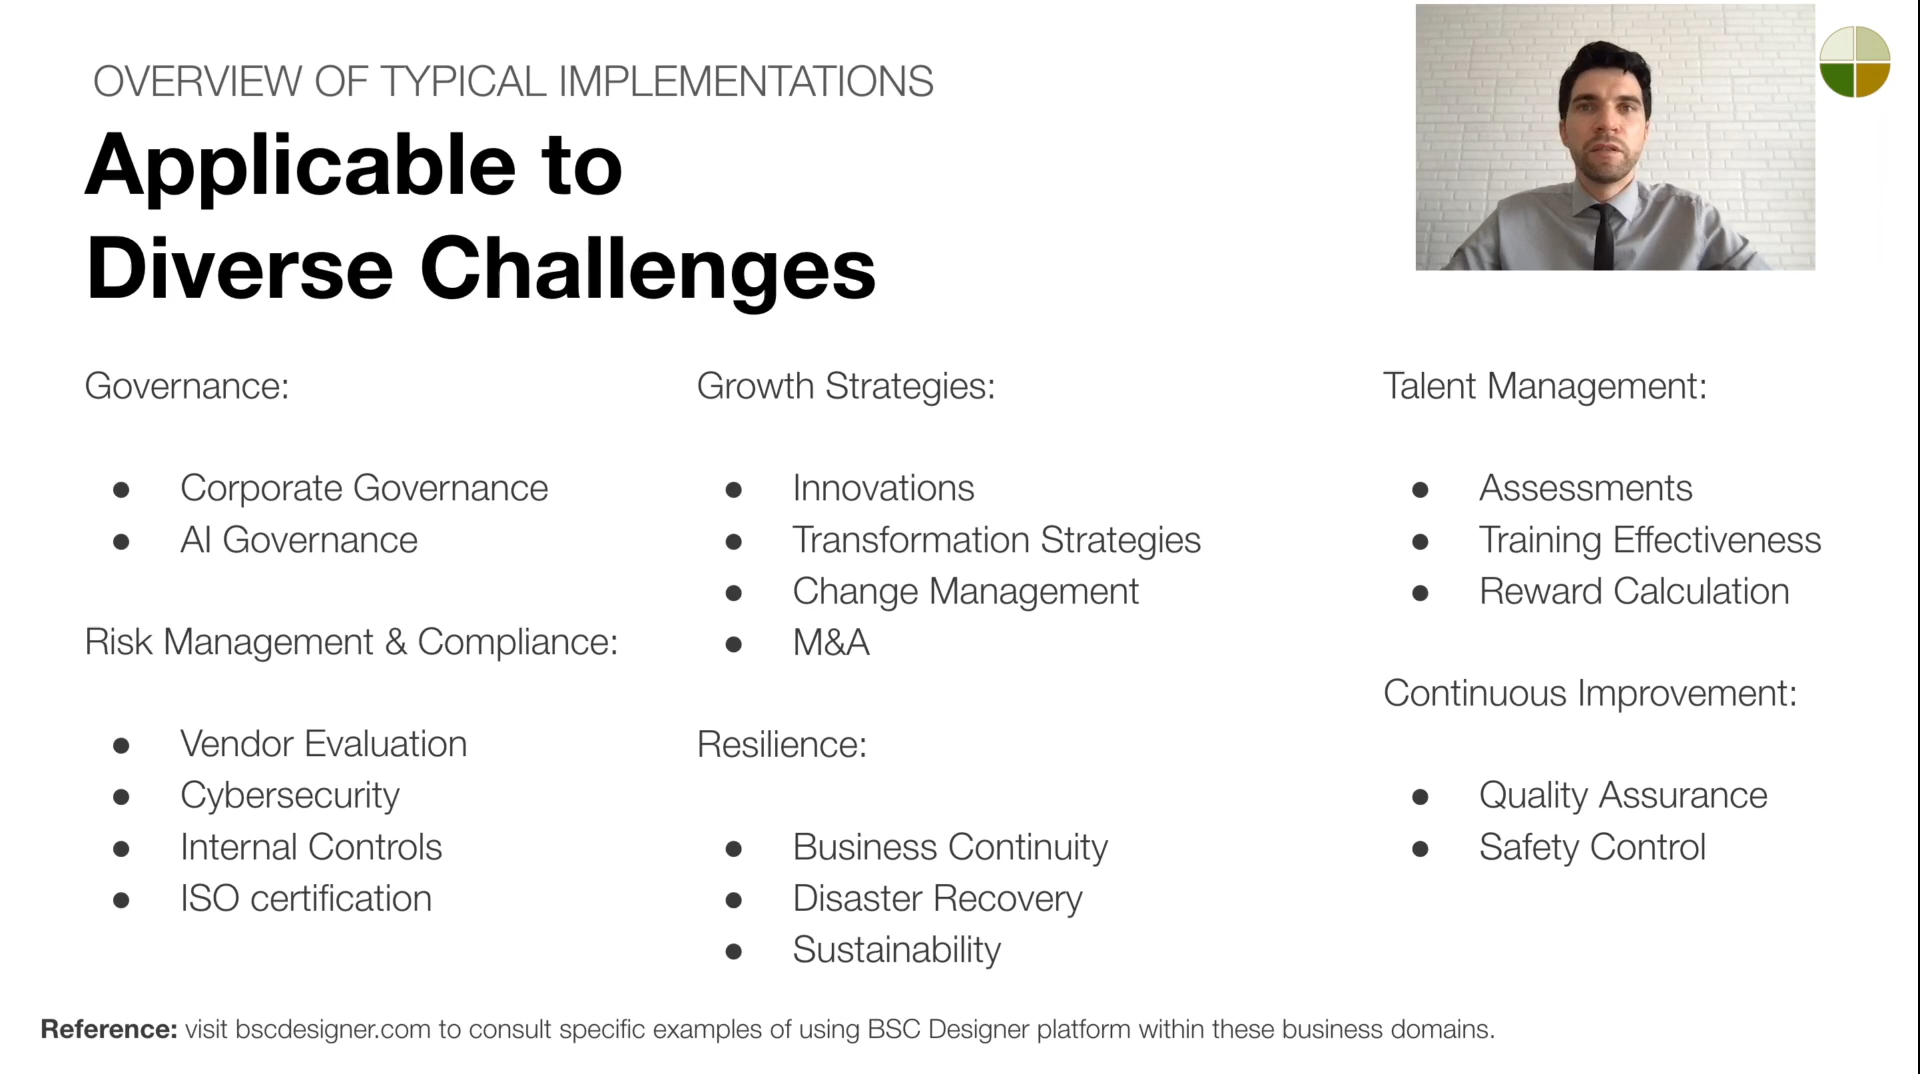 OVERVIEW OF TYPICAL IMPLEMENTATIONS
Applicable to
Diverse Challenges
Governance:
● Corporate Governance
● AI Governance
Risk Management & Compliance:
● Vendor Evaluation
● Cybersecurity
● Internal Controls
● ISO certification
Growth Strategies:
● Innovations
● Transformation Strategies
● Change Management
● M&A
Resilience:
● Business Continuity
● Disaster Recovery
● Sustainability
Talent Management:
● Assessments
● Training Effectiveness
● Reward Calculation
Continuous Improvement:
● Quality Assurance
● Safety Control
Reference: visit bscdesigner.com to consult specific examples of using BSC Designer platform within these business domains.